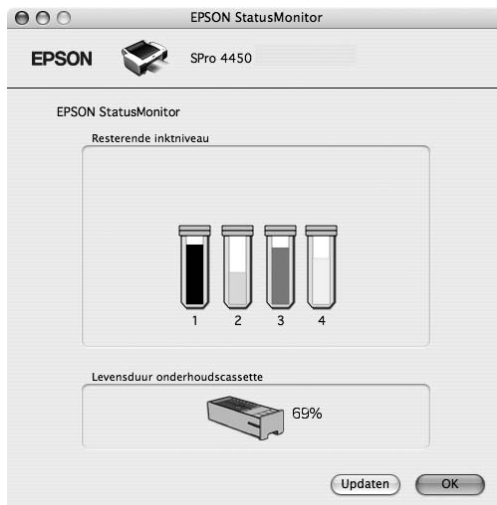 EPSON StatusMonitor
EPSON
SPro 4450
EPSON StatusMonitor
Resterende inktniveau
1 2 3 4
Levensduur onderhoudscassette
69%
Updaten OK